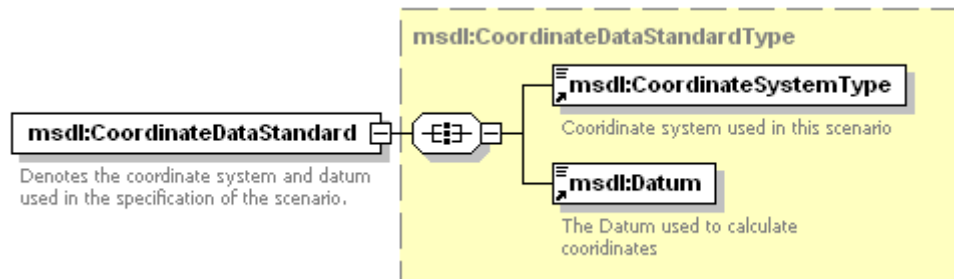 msdl:CoordinateDataStandardType
msdl:CoordinateSystemType
Cooridinate system used in this scenario
msdl:CoordinateDataStandard
Denotes the coordinate system and datum
used in the specification of the scenario.
msdl:Datum
The Datum used to calculate
cooridinates